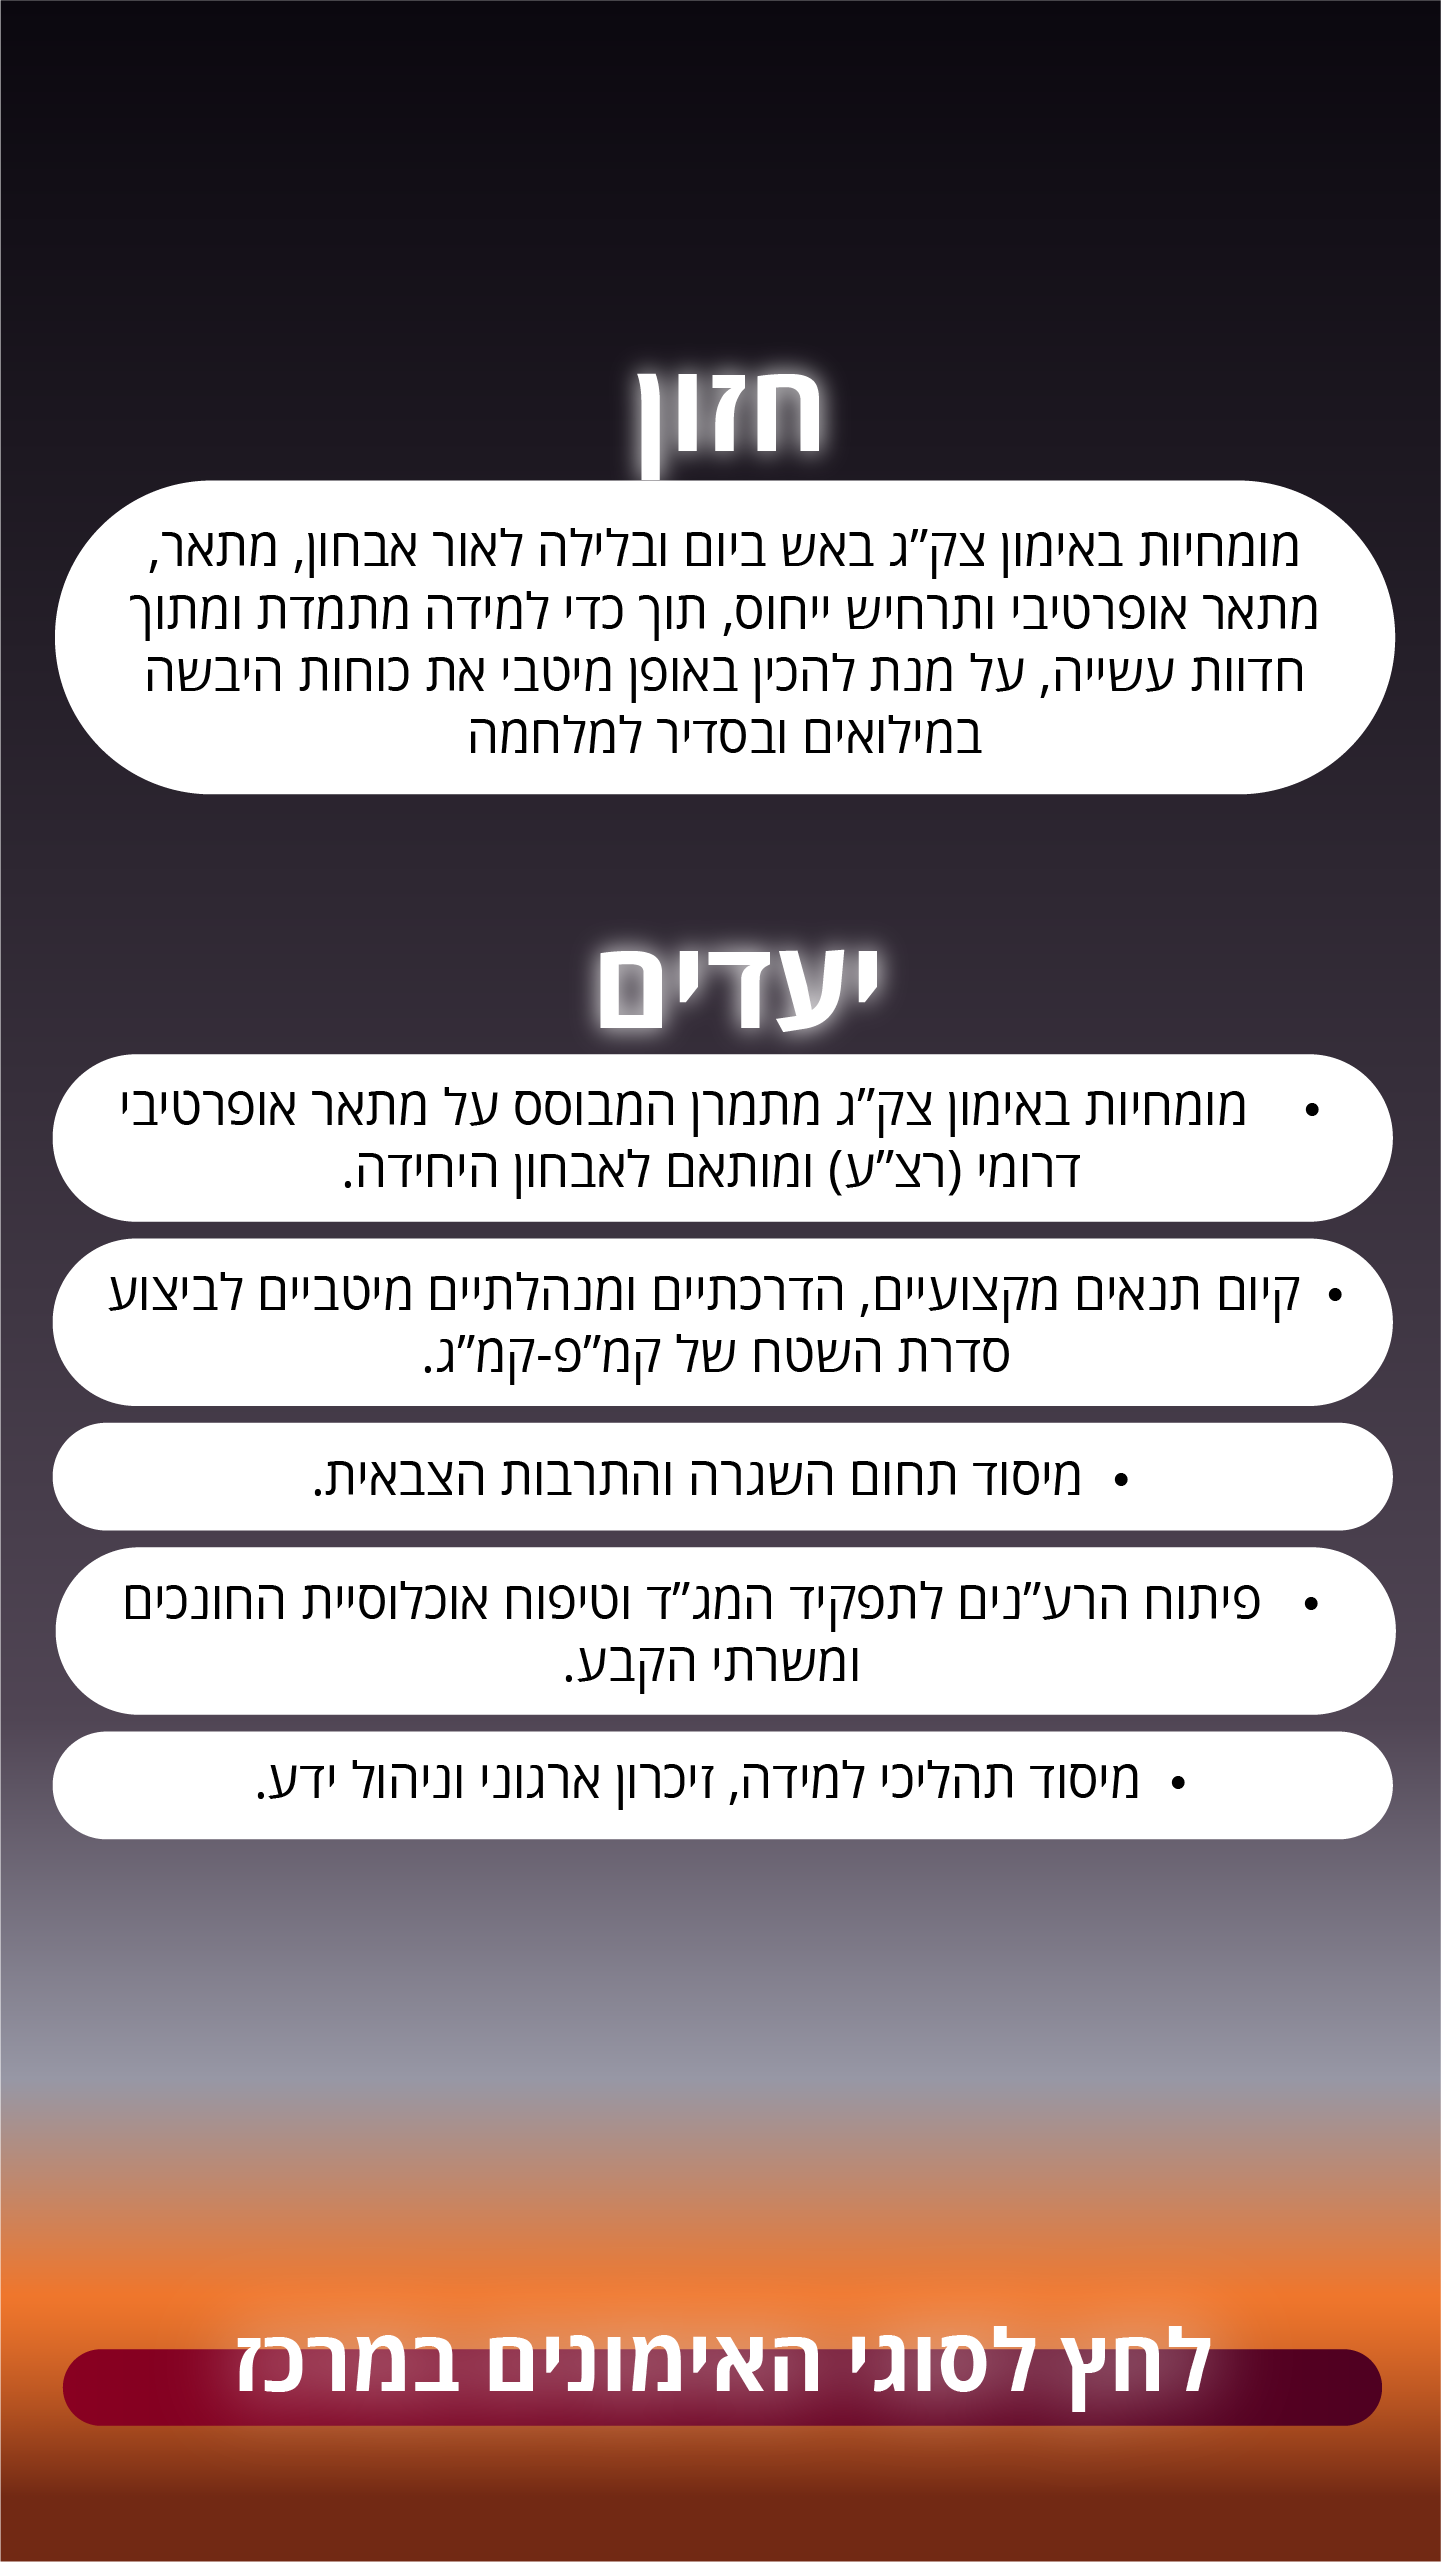 חזון
מומחיות באימון צק״ג באש ביום ובלילה לאור אבחון, מתאר,
מתאר אופרטיבי ותרחיש ייחוס, תוך כדי למידה מתמדת ומתוך
חדוות עשייה, על מנת להכין באופן מיטבי את כוחות היבשה
במילואים ובסדיר למלחמה
יעדים
• מומחיות באימון צק״ג מתמרן המבוסס על מתאר אופרטיבי
דרומי (רצ״ע) ומותאם לאבחון היחידה.
• קיום תנאים מקצועיים, הדרכתיים ומנהלתיים מיטביים לביצוע
סדרת השטח של קמ״פ-קמ״ג.
• מיסוד תחום השגרה והתרבות הצבאית.
• פיתוח הרע״נים לתפקיד המג״ד וטיפוח אוכלוסיית החונכים
ומשרתי הקבע.
• מיסוד תהליכי למידה, זיכרון ארגוני וניהול ידע.
לחץ לסוגי האימונים במרכז